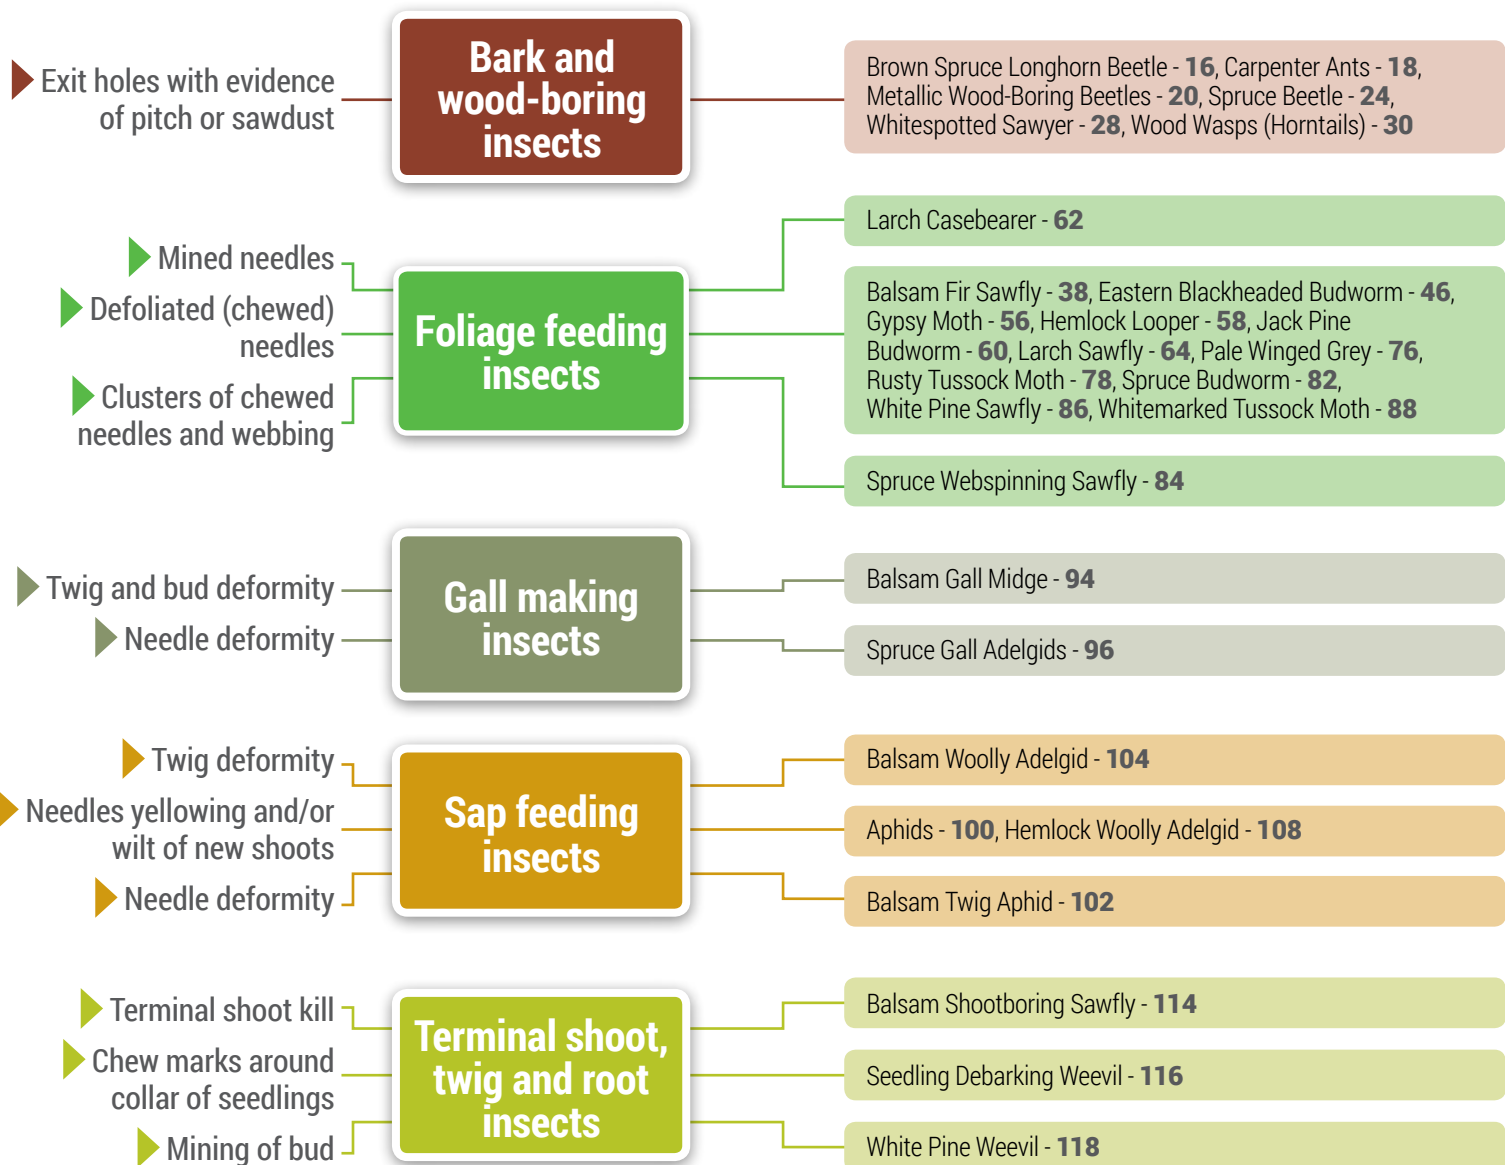 Exit holes with evidence
of pitch or sawdust
Bark and
wood-boring
insects
Brown Spruce Longhorn Beetle - 16, Carpenter Ants - 18,
Metallic Wood-Boring Beetles - 20, Spruce Beetle - 24,
Whitespotted Sawyer - 28, Wood Wasps (Horntails) - 30
Mined needles
Defoliated (chewed)
needles
Clusters of chewed
needles and webbing
Foliage feeding
insects
Larch Casebearer - 62
Balsam Fir Sawfly - 38, Eastern Blackheaded Budworm - 46,
Gypsy Moth - 56, Hemlock Looper - 58, Jack Pine
Budworm - 60, Larch Sawfly - 64, Pale Winged Grey - 76,
Rusty Tussock Moth - 78, Spruce Budworm - 82,
White Pine Sawfly - 86, Whitemarked Tussock Moth - 88
Spruce Webspinning Sawfly - 84
Twig and bud deformity
Needle deformity
Gall making
insects
Balsam Gall Midge - 94
Spruce Gall Adelgids - 96
Twig deformity
Needles yellowing and/or
wilt of new shoots
Needle deformity
Sap feeding
insects
Balsam Woolly Adelgid - 104
Aphids - 100, Hemlock Woolly Adelgid - 108
Balsam Twig Aphid - 102
Terminal shoot kill
Chew marks around
collar of seedlings
Mining of bud
Terminal shoot,
twig and root
insects
Balsam Shootboring Sawfly - 114
Seedling Debarking Weevil - 116
White Pine Weevil - 118